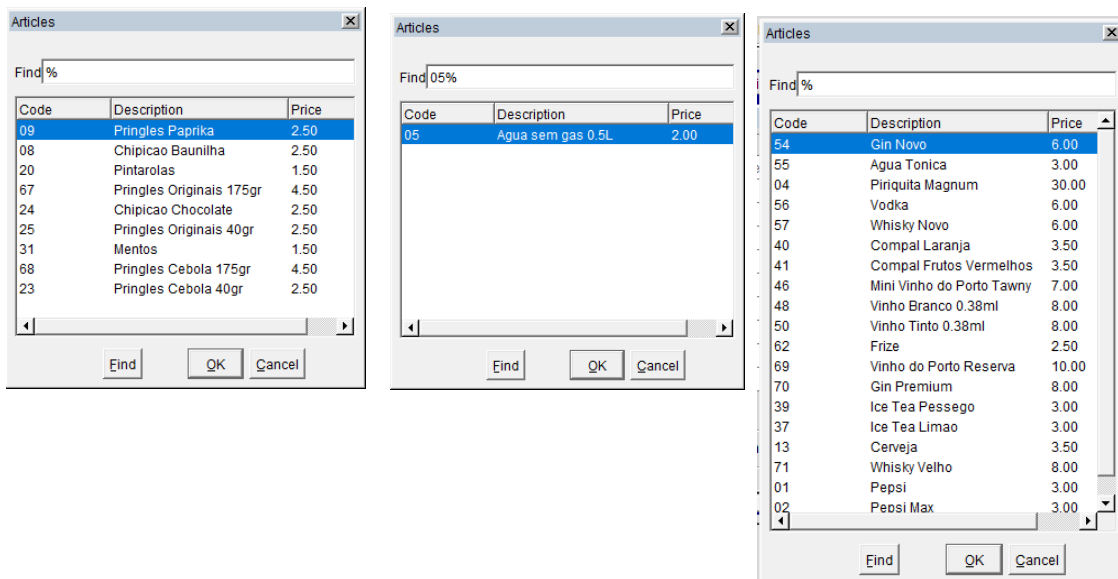 Articles
Find %
Code Description Price
09 Pringles Paprika 2.50
08 Chipicao Baunilha 2.50
20 Pintarolas 1.50
67 Pringles Originais 175gr 4.50
24 Chipicao Chocolate 2.50
25 Pringles Originais 40gr 2.50
31 Mentos 1.50
68 Pringles Cebola 175gr 4.50
23 Pringles Cebola 40gr 2.50
Find OK Cancel
Articles
Find 05%
Code Description Price
05 Agua sem gas 0.5L 2.00
Find OK Cancel
Articles
Find %
Code Description Price
54 Gin Novo 6.00
55 Agua Tonica 3.00
04 Piriquita Magnum 30.00
56 Vodka 6.00
57 Whisky Novo 6.00
40 Compal Laranja 3.50
41 Compal Frutos Vermelhos 3.50
46 Mini Vinho do Porto Tawny 7.00
48 Vinho Branco 0.38ml 8.00
50 Vinho Tinto 0.38ml 8.00
62 Frize 2.50
69 Vinho do Porto Reserva 10.00
70 Gin Premium 8.00
39 Ice Tea Pessego 3.00
37 Ice Tea Limao 3.00
13 Cerveja 3.50
71 Whisky Velho 8.00
01 Pepsi 3.00
02 Pepsi Max 3.00
Find OK Cancel